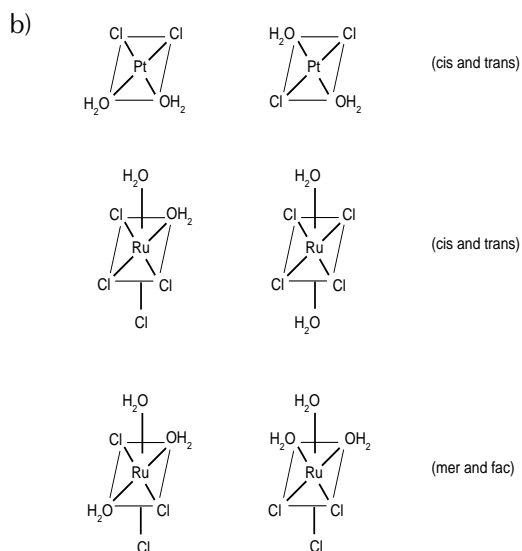 b)
Cl Cl H₂O Cl
Pt Pt (cis and trans)
H₂O OH₂ Cl OH₂
H₂O H₂O
Cl OH₂ Cl Cl
Ru Ru (cis and trans)
Cl Cl Cl Cl
Cl H₂O
H₂O H₂O
Cl OH₂ H₂O OH₂
Ru Ru (mer and fac)
H₂O Cl Cl Cl
Cl Cl